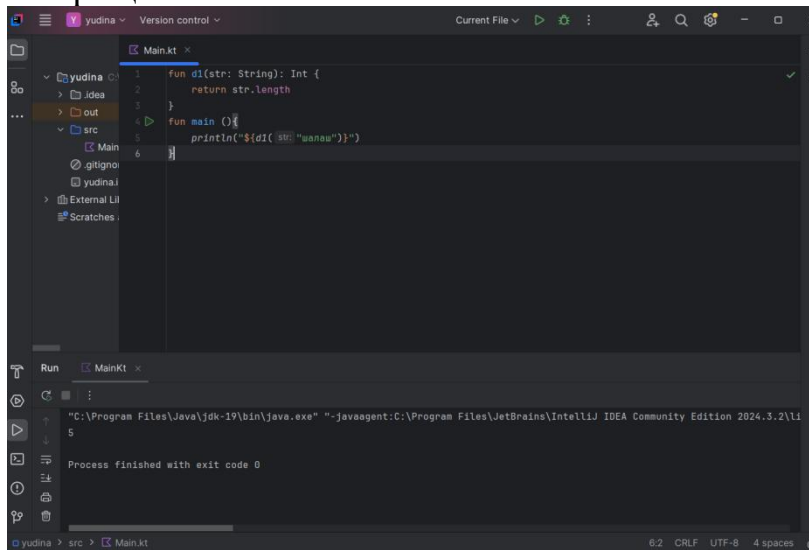 yudina
Version control
Current File
Main.kt
yudina C:\
.idea
out
src
Main
.gitigno
yudina.i
External Lil
Scratches
1 fun d1(str: String): Int {
2 return str.length
3 }
4 fun main (){
5 println("${d1( str: "шалаш")}")
6 }
Run
MainKt
"C:\Program Files\Java\jdk-19\bin\java.exe" "-javaagent:C:\Program Files\JetBrains\IntelliJ IDEA Community Edition 2024.3.2\li
5
Process finished with exit code 0
yudina > src > Main.kt
6:2 CRLF UTF-8 4 spaces